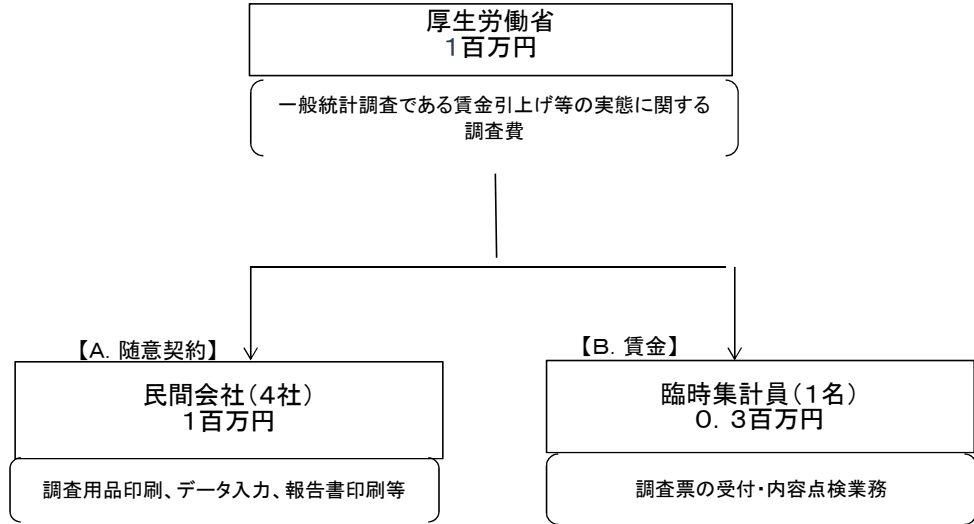 厚生労働省
1百万円
一般統計調査である賃金引上げ等の実態に関する
調査費
【A. 随意契約】
民間会社(4社)
1百万円
調査用品印刷、データ入力、報告書印刷等
【B. 賃金】
臨時集計員(1名)
0. 3百万円
調査票の受付・内容点検業務